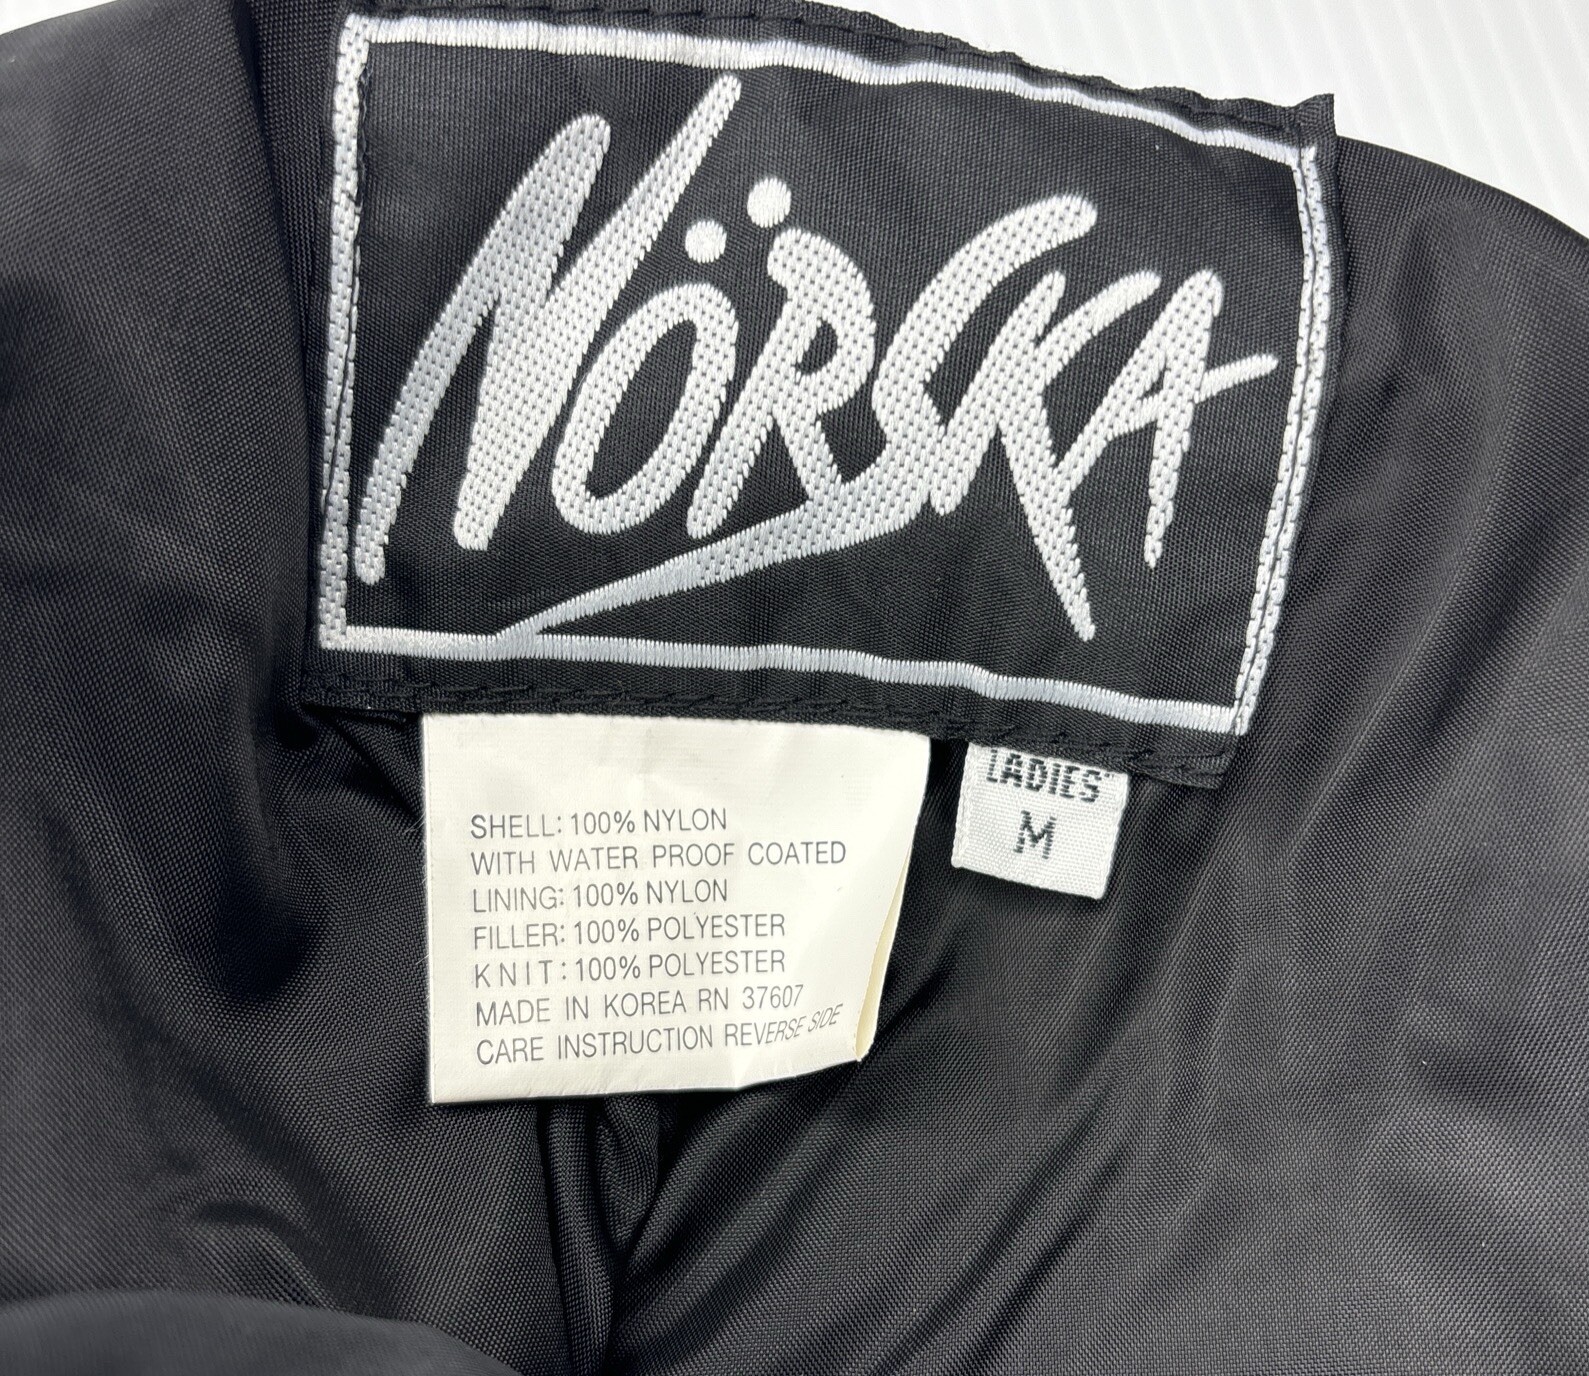 NÖRSKA
SHELL: 100% NYLON
WITH WATER PROOF COATED
LINING: 100% NYLON
FILLER: 100% POLYESTER
KNIT: 100% POLYESTER
MADE IN KOREA RN 37607
CARE INSTRUCTION REVERSE SIDE
LADIES'
M